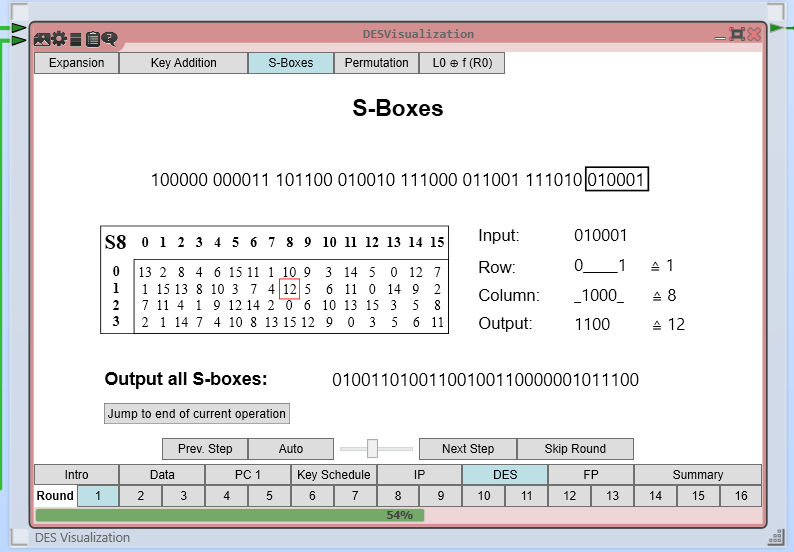 DESVisualization
Expansion Key Addition S-Boxes Permutation L0 ⊕ f (R0)
S-Boxes
100000 000011 101100 010010 111000 011001 111010 010001
S8 0 1 2 3 4 5 6 7 8 9 10 11 12 13 14 15
0 13 2 8 4 6 15 11 1 10 9 3 14 5 0 12 7
1 1 15 13 8 10 3 7 4 12 5 6 11 0 14 9 2
2 7 11 4 1 9 12 14 2 0 6 10 13 15 3 5 8
3 2 1 14 7 4 10 8 13 15 12 9 0 3 5 6 11
Input: 010001
Row: 0____1 ≙ 1
Column: _1000_ ≙ 8
Output: 1100 ≙ 12
Output all S-boxes: 01001101001100100110000001011100
Jump to end of current operation
Prev. Step Auto Next Step Skip Round
Intro Data PC 1 Key Schedule IP DES FP Summary
Round 1 2 3 4 5 6 7 8 9 10 11 12 13 14 15 16
54%
DES Visualization